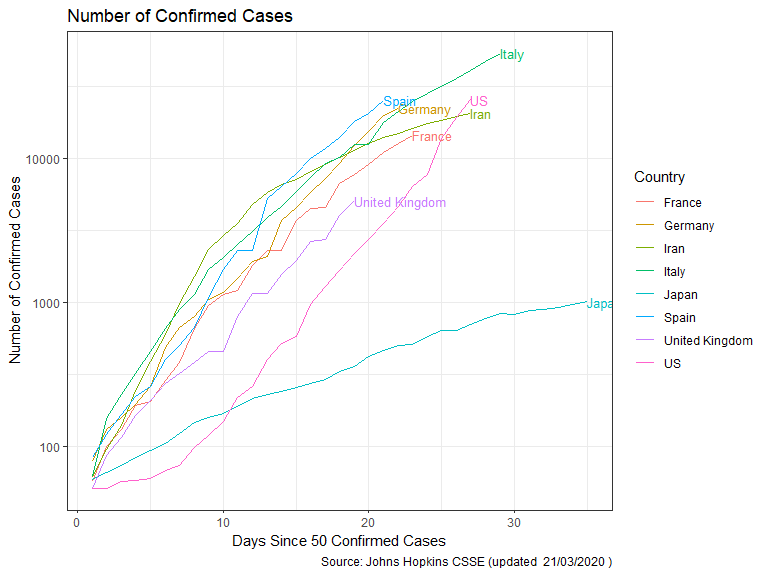 Number of Confirmed Cases
Number of Confirmed Cases
10000
1000
100
Italy
Spain
US
Germany
Iran
France
United Kingdom
Japa
0
10
20
30
Days Since 50 Confirmed Cases
Source: Johns Hopkins CSSE (updated 21/03/2020 )
Country
France
Germany
Iran
Italy
Japan
Spain
United Kingdom
US